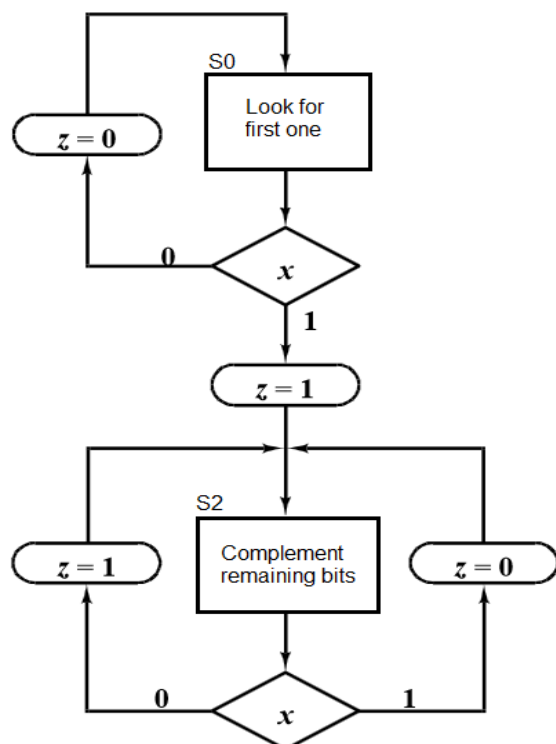 S0
Look for
first one
z = 0
0
x
1
z = 1
S2
Complement
remaining bits
z = 1
z = 0
0
1
x